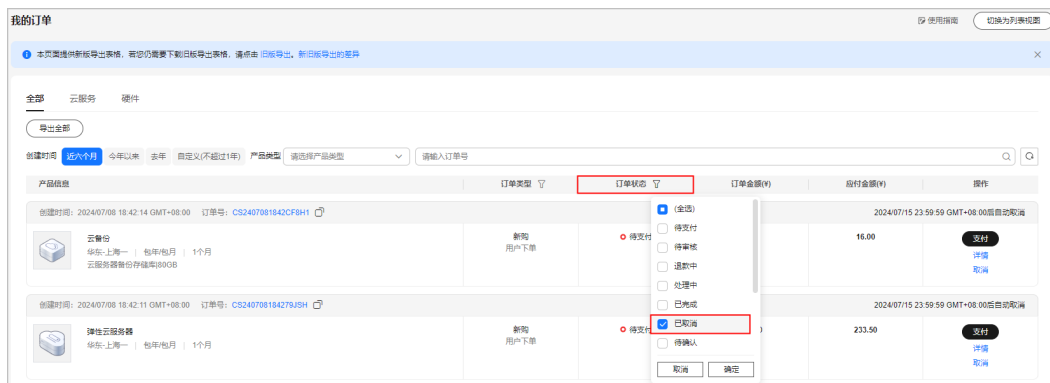 我的订单
使用指南
切换为列表视图
本页面提供新版导出表格，若您仍需要下载旧版导出表格，请点击 旧版导出。新旧版导出的差异
全部 云服务 硬件
导出全部
创建时间 近六个月 今年以来 去年 自定义(不超过1年) 产品类型 请选择产品类型 请输入订单号
产品信息 订单类型 订单状态 订单金额(¥) 应付金额(¥) 操作
创建时间：2024/07/08 18:42:14 GMT+08:00 订单号：CS2407081842CF8H1 2024/07/15 23:59:59 GMT+08:00后自动取消
云备份
华东-上海一 | 包年/包月 | 1个月
云服务器备份存储库|80GB
新购
用户下单
待支付
16.00
支付
详情
取消
创建时间：2024/07/08 18:42:11 GMT+08:00 订单号：CS240708184279JSH 2024/07/15 23:59:59 GMT+08:00后自动取消
弹性云服务器
华东-上海一 | 包年/包月 | 1个月
新购
用户下单
待支付
233.50
支付
详情
取消
(全选)
待支付
待审核
退款中
处理中
已完成
已取消
待确认
取消 确定